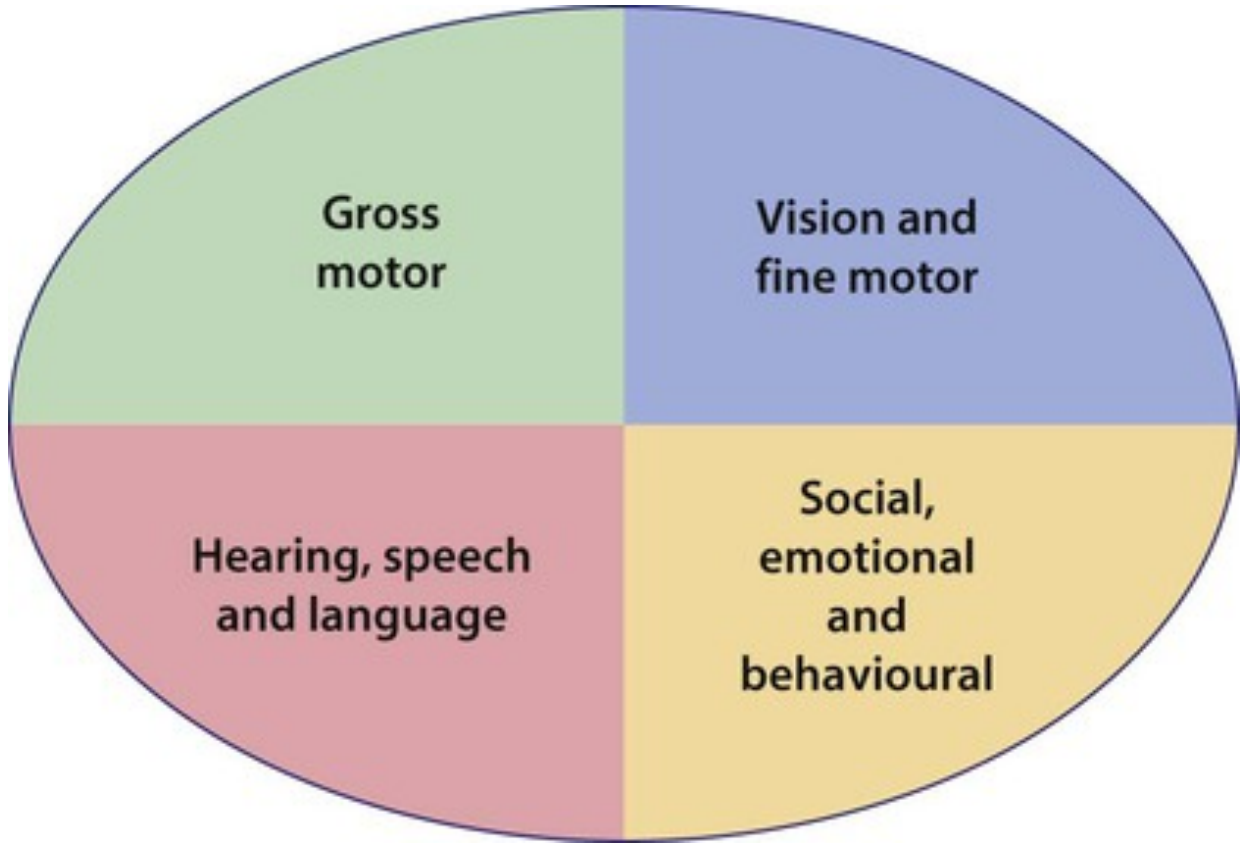 Gross
motor
Vision and
fine motor
Hearing, speech
and language
Social,
emotional
and
behavioural